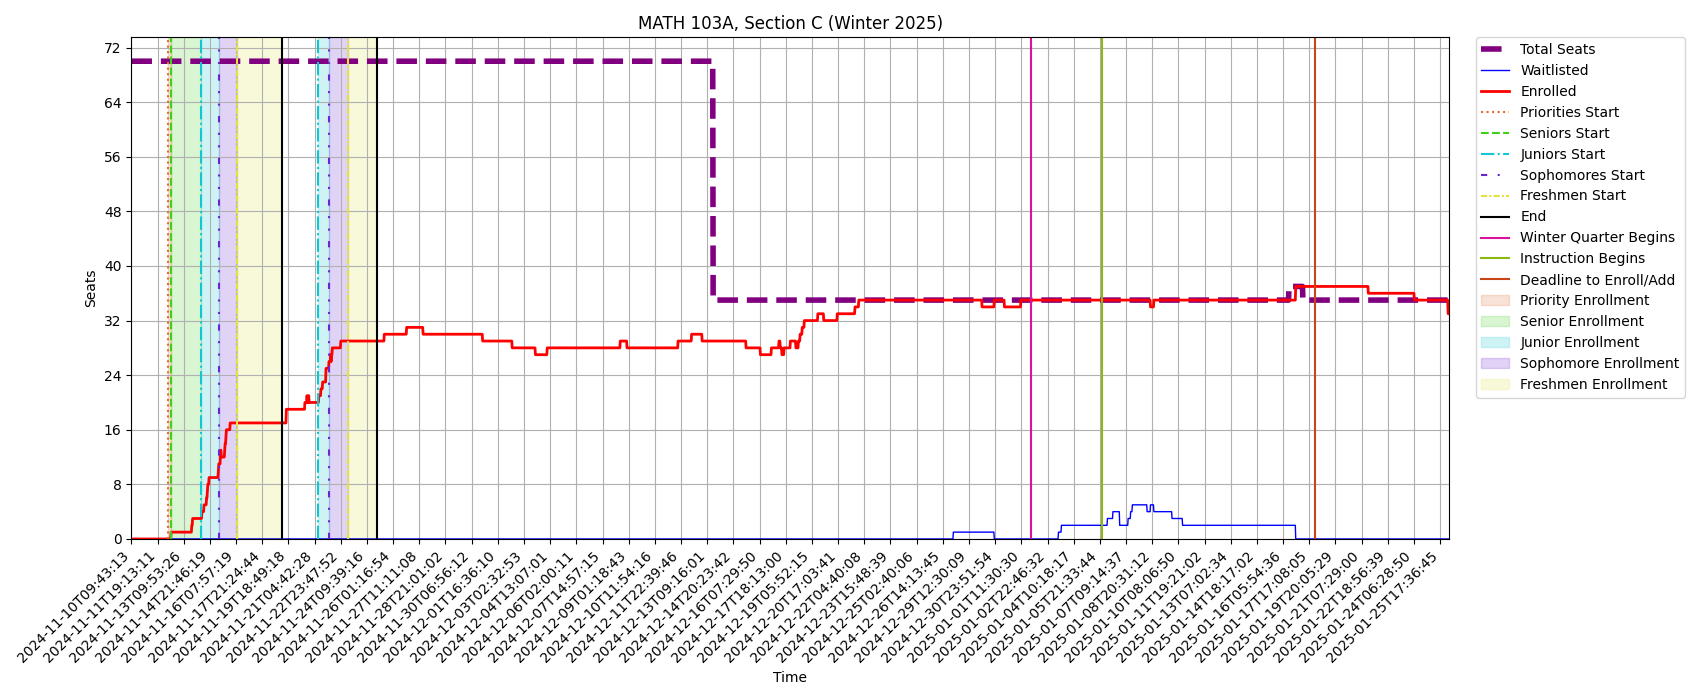 MATH 103A, Section C (Winter 2025)
Seats
72
64
56
48
40
32
24
16
8
0
2024-11-10T09:43:13
2024-11-11T19:13:11
2024-11-13T09:53:26
2024-11-14T21:46:19
2024-11-16T07:57:19
2024-11-17T21:24:44
2024-11-19T18:49:18
2024-11-21T04:42:28
2024-11-22T23:47:52
2024-11-24T09:39:16
2024-11-26T01:16:54
2024-11-27T11:11:08
2024-11-28T21:01:02
2024-11-30T06:56:12
2024-12-01T16:36:10
2024-12-03T02:32:53
2024-12-04T13:07:01
2024-12-06T02:00:11
2024-12-07T14:57:15
2024-12-09T01:18:43
2024-12-10T11:54:16
2024-12-11T22:39:46
2024-12-13T09:16:01
2024-12-14T20:23:42
2024-12-16T07:29:50
2024-12-17T18:13:00
2024-12-19T05:52:15
2024-12-20T17:03:41
2024-12-22T04:40:08
2024-12-23T15:48:39
2024-12-25T02:40:06
2024-12-26T14:13:45
2024-12-29T12:30:09
2024-12-30T23:51:54
2025-01-01T11:30:30
2025-01-02T22:46:32
2025-01-04T10:18:17
2025-01-05T21:33:44
2025-01-07T09:14:37
2025-01-08T20:31:12
2025-01-10T08:06:50
2025-01-11T19:21:02
2025-01-13T07:02:34
2025-01-14T18:17:02
2025-01-16T05:54:36
2025-01-17T17:08:05
2025-01-19T20:05:29
2025-01-21T07:29:00
2025-01-22T18:56:39
2025-01-24T06:28:50
2025-01-25T17:36:45
Time
Total Seats
Waitlisted
Enrolled
Priorities Start
Seniors Start
Juniors Start
Sophomores Start
Freshmen Start
End
Winter Quarter Begins
Instruction Begins
Deadline to Enroll/Add
Priority Enrollment
Senior Enrollment
Junior Enrollment
Sophomore Enrollment
Freshmen Enrollment